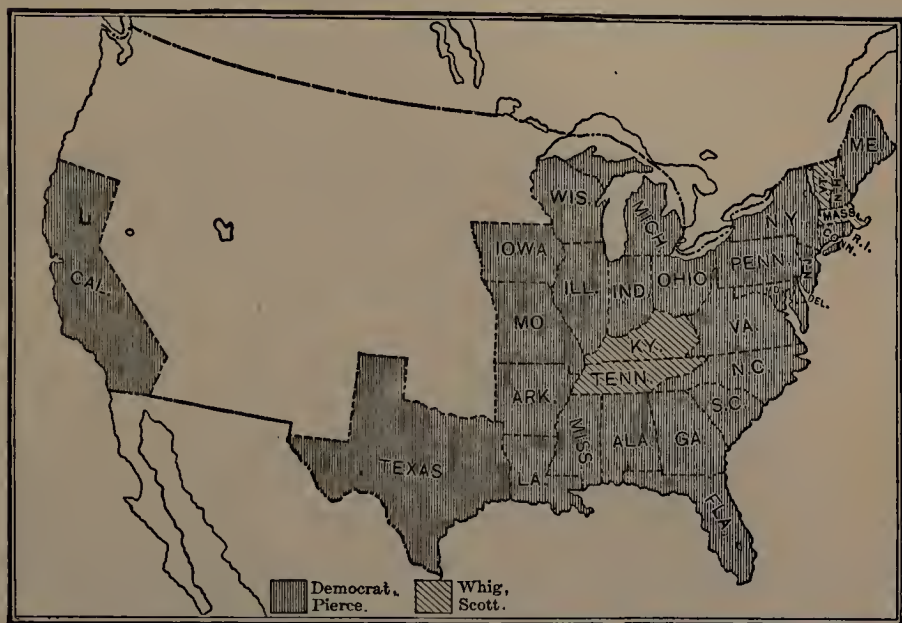 ME.
VT.
N.H.
MASS.
R.I.
CONN.
N.Y.
WIS.
MICH.
IOWA
PENN.
N.J.
OHIO
ILL.
IND.
DEL.
CAL.
MO.
VA.
KY.
N.C.
TENN.
ARK.
S.C.
MISS.
ALA.
GA.
TEXAS
LA.
FLA.
Democrat,
Pierce.
Whig,
Scott.